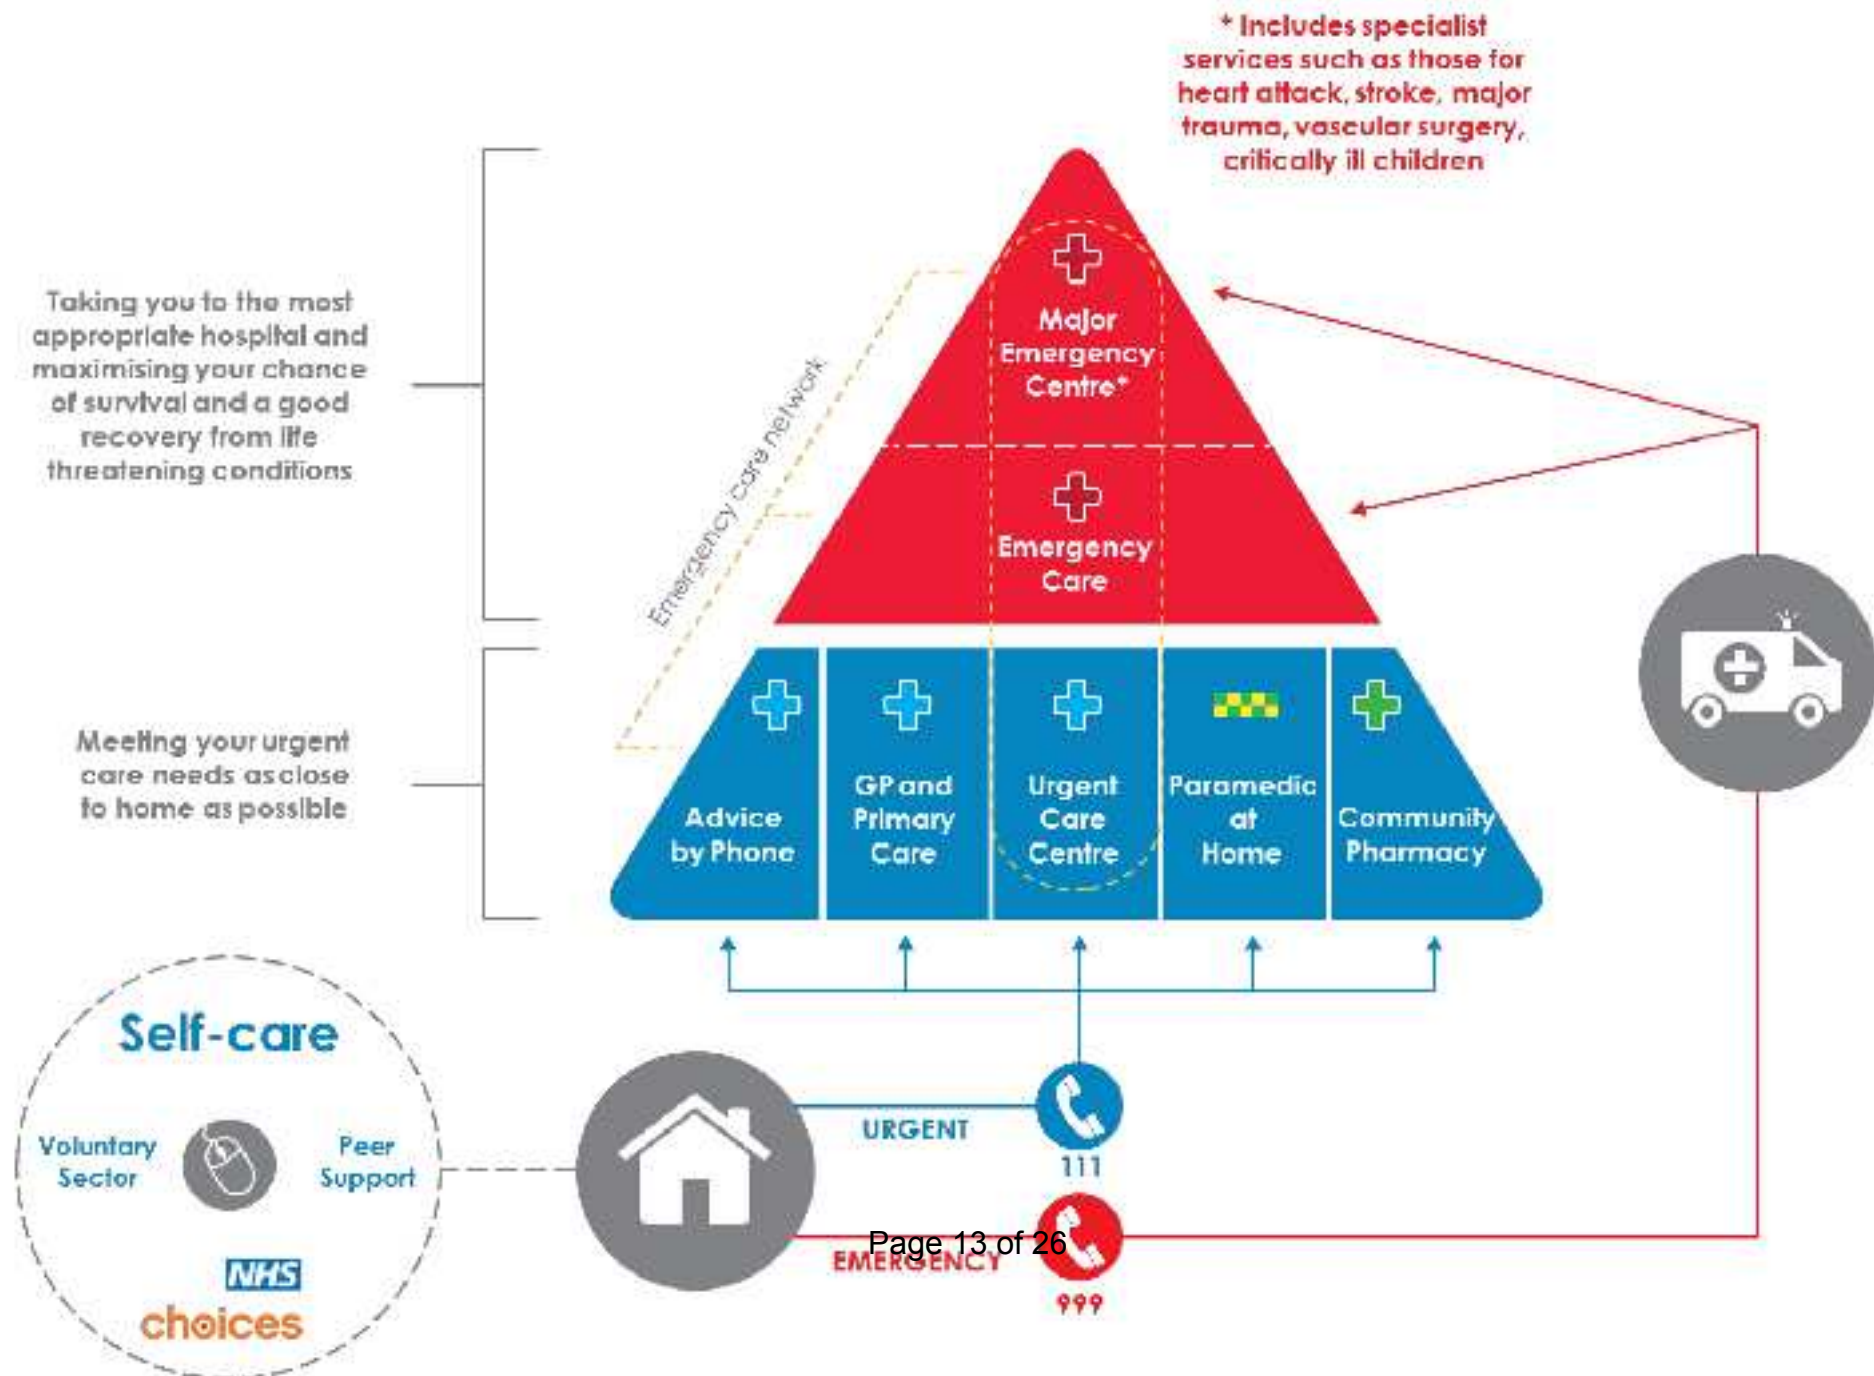 * Includes specialist
services such as those for
heart attack, stroke, major
trauma, vascular surgery,
critically ill children
Taking you to the most
appropriate hospital and
maximising your chance
of survival and a good
recovery from life
threatening conditions
Emergency care network
Major
Emergency
Centre*
Emergency
Care
Meeting your urgent
care needs as close
to home as possible
Advice
by Phone
GP and
Primary
Care
Urgent
Care
Centre
Paramedic
at
Home
Community
Pharmacy
Self-care
Voluntary
Sector
Peer
Support
NHS
choices
URGENT
111
Page 13 of 26
EMERGENCY
999